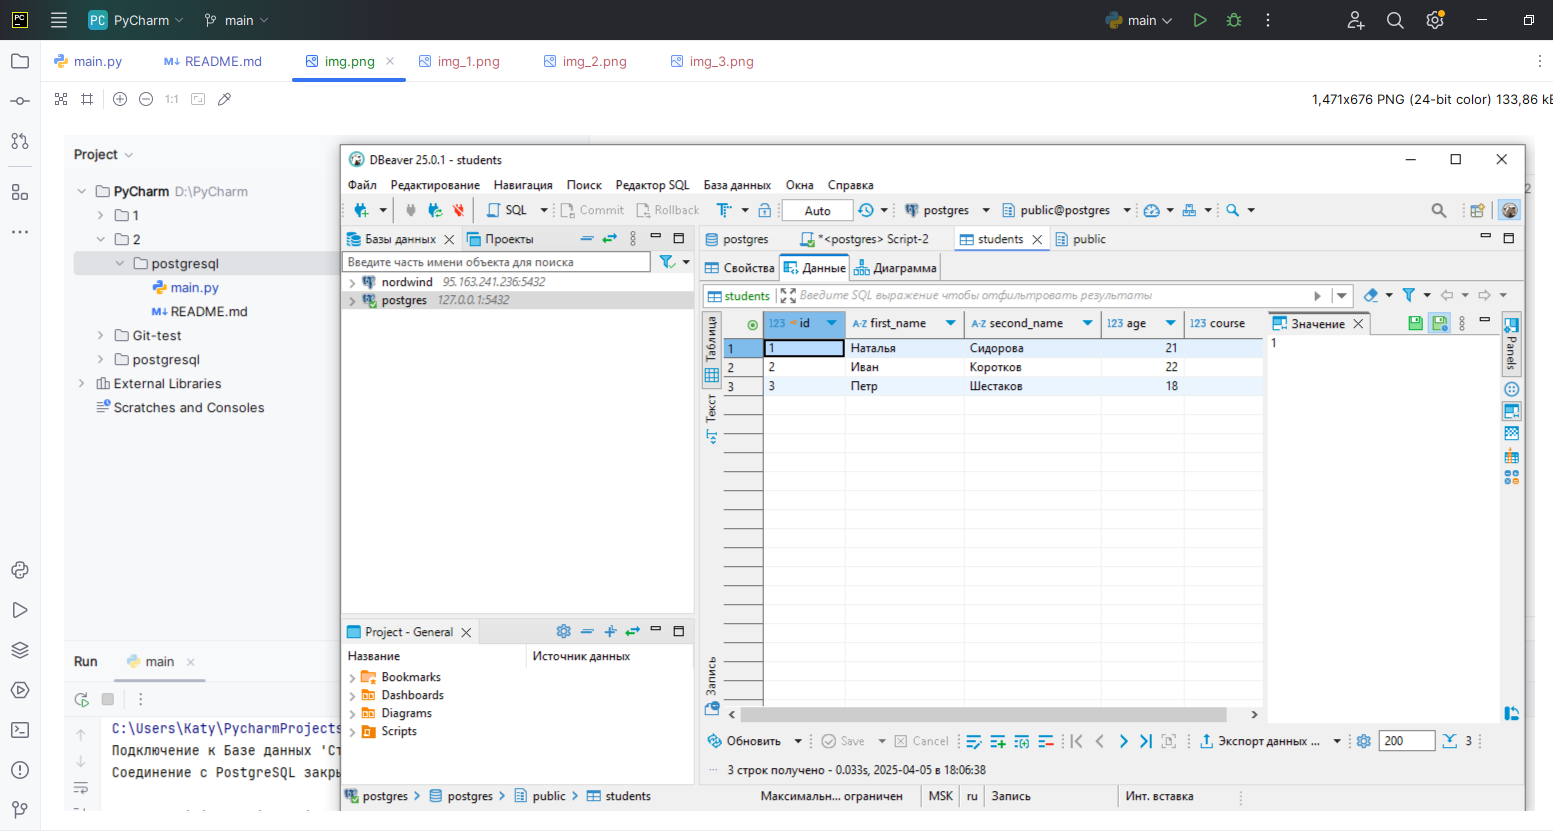 PC PyCharm main main
main.py README.md img.png img_1.png img_2.png img_3.png
1:1 1,471x676 PNG (24-bit color) 133,86 kE
Project
PyCharm D:\PyCharm
1
2
postgresql
main.py
README.md
Git-test
postgresql
External Libraries
Scratches and Consoles
Run main
C:\Users\Katy\PycharmProjects
Подключение к Базе данных 'Ст
Соединение с PostgreSQL закры
DBeaver 25.0.1 - students
Файл Редактирование Навигация Поиск Редактор SQL База данных Окна Справка
SQL Commit Rollback Auto postgres public@postgres
Базы данных Проекты
Введите часть имени объекта для поиска
nordwind 95.163.241.236:5432
postgres 127.0.0.1:5432
Project - General
Название Источник данных
Bookmarks
Dashboards
Diagrams
Scripts
postgres *<postgres> Script-2 students public
Свойства Данные Диаграмма
students Введите SQL выражение чтобы отфильтровать результаты
Таблица
Текст
Запись
123 id A-Z first_name A-Z second_name 123 age 123 course
1 1 Наталья Сидорова 21
2 2 Иван Коротков 22
3 3 Петр Шестаков 18
Значение
1
Panels
Обновить Save Cancel Экспорт данных ... 200 3
3 строк получено - 0.033s, 2025-04-05 в 18:06:38
postgres postgres public students Максимальн... ограничен MSK ru Запись Инт. вставка